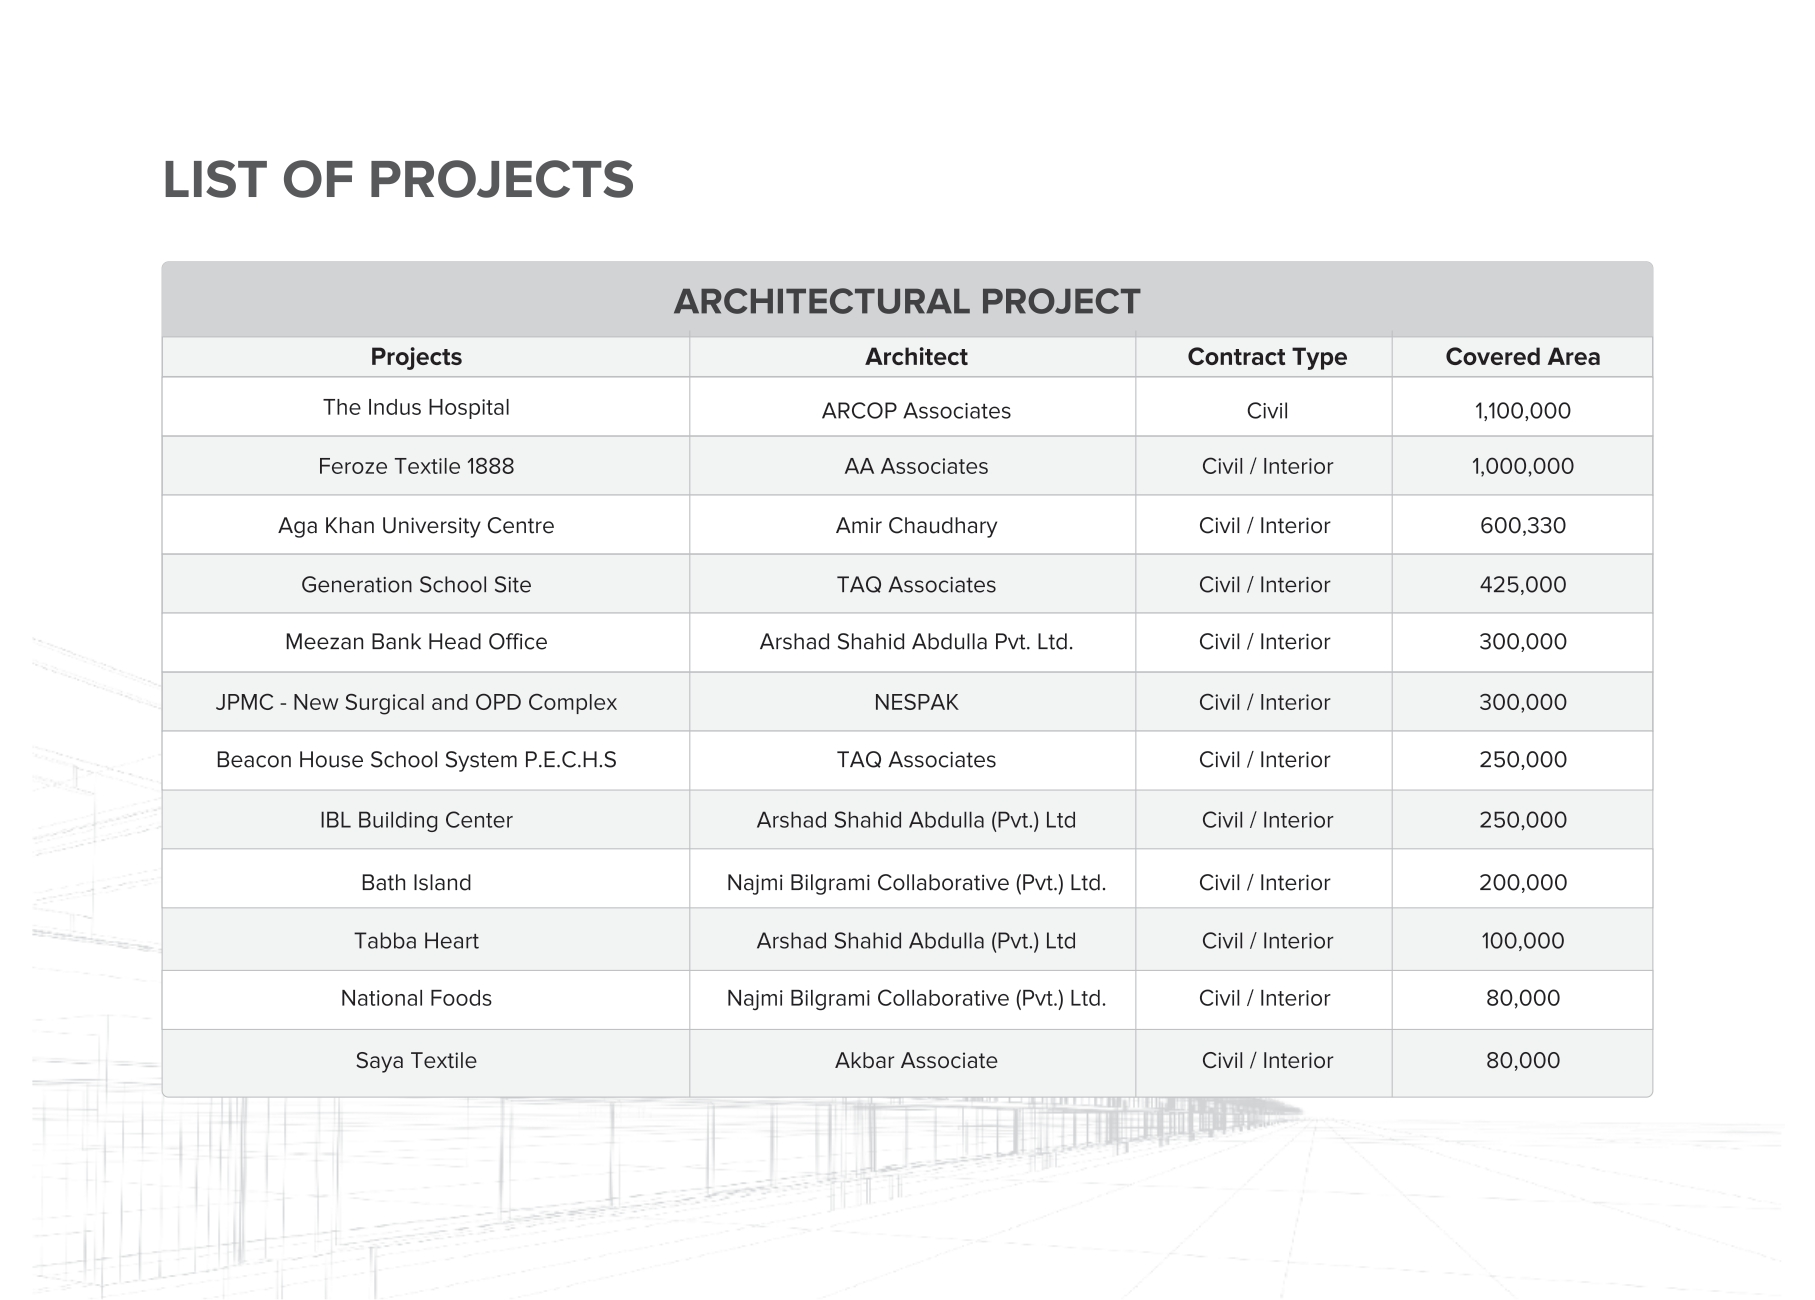 LIST OF PROJECTS
ARCHITECTURAL PROJECT
Projects Architect Contract Type Covered Area
The Indus Hospital ARCOP Associates Civil 1,100,000
Feroze Textile 1888 AA Associates Civil / Interior 1,000,000
Aga Khan University Centre Amir Chaudhary Civil / Interior 600,330
Generation School Site TAQ Associates Civil / Interior 425,000
Meezan Bank Head Office Arshad Shahid Abdulla Pvt. Ltd. Civil / Interior 300,000
JPMC - New Surgical and OPD Complex NESPAK Civil / Interior 300,000
Beacon House School System P.E.C.H.S TAQ Associates Civil / Interior 250,000
IBL Building Center Arshad Shahid Abdulla (Pvt.) Ltd Civil / Interior 250,000
Bath Island Najmi Bilgrami Collaborative (Pvt.) Ltd. Civil / Interior 200,000
Tabba Heart Arshad Shahid Abdulla (Pvt.) Ltd Civil / Interior 100,000
National Foods Najmi Bilgrami Collaborative (Pvt.) Ltd. Civil / Interior 80,000
Saya Textile Akbar Associate Civil / Interior 80,000